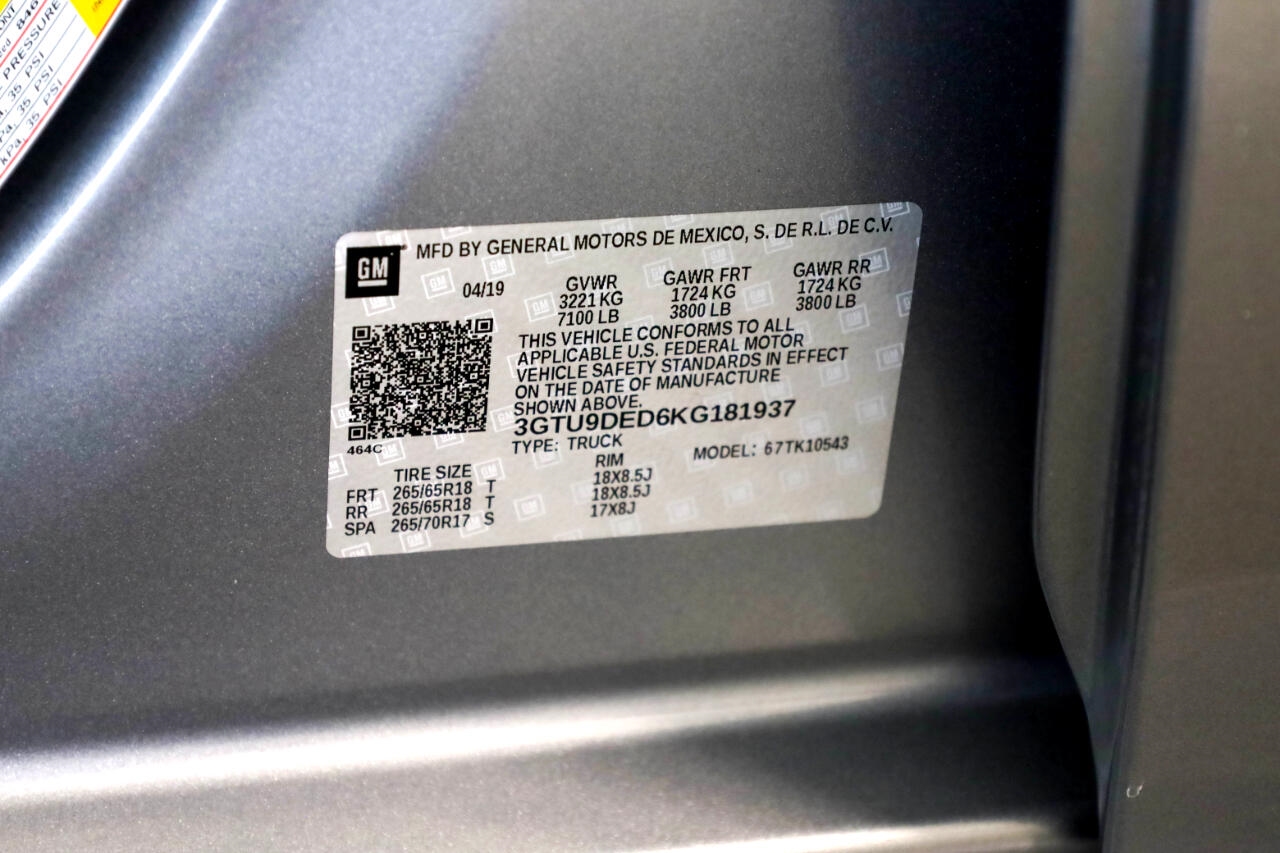 PRESSURE
35 PSI
35 PSI
kPa, 35 PSI
GM
MFD BY GENERAL MOTORS DE MEXICO, S. DE R.L. DE C.V.
04/19
GVWR GAWR FRT GAWR RR
3221 KG 1724 KG 1724 KG
7100 LB 3800 LB 3800 LB
THIS VEHICLE CONFORMS TO ALL
APPLICABLE U.S. FEDERAL MOTOR
VEHICLE SAFETY STANDARDS IN EFFECT
ON THE DATE OF MANUFACTURE
SHOWN ABOVE.
3GTU9DED6KG181937
464C
TYPE: TRUCK MODEL: 67TK10543
TIRE SIZE RIM
FRT 265/65R18 T 18X8.5J
RR 265/65R18 T 18X8.5J
SPA 265/70R17 S 17X8J